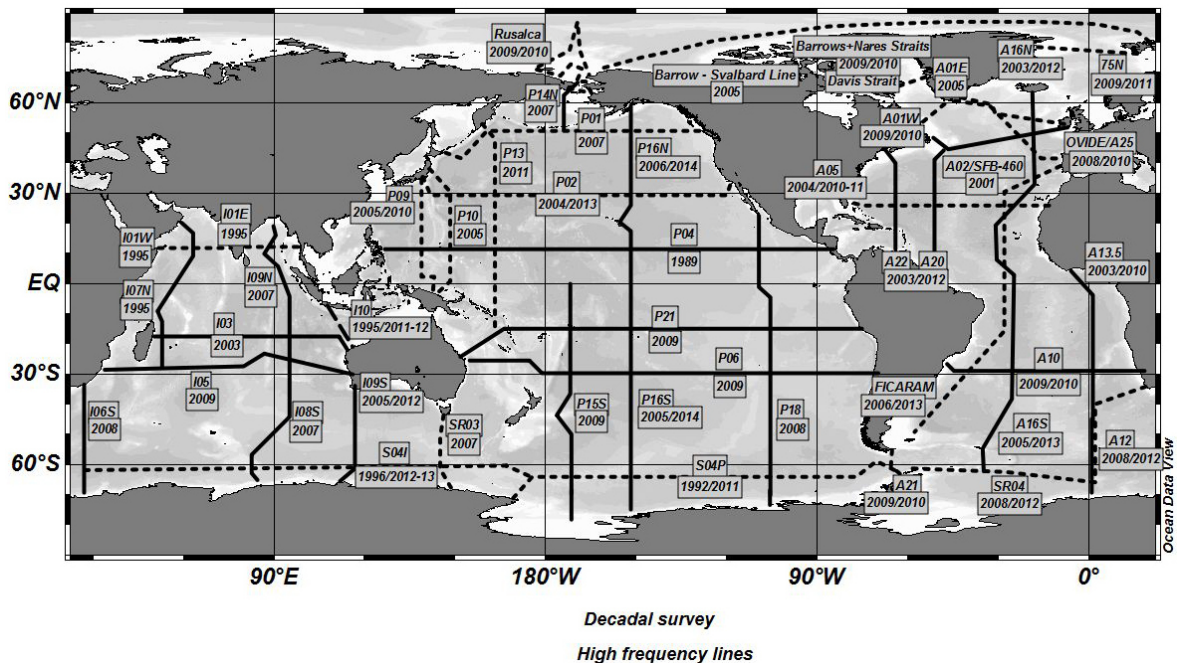 Rusalca
2009/2010
Barrows+Nares Straits
2009/2010
A16N
2003/2012
75N
2009/2011
Barrow - Svalbard Line
2005
Davis Strait
A01E
2005
60°N
P14N
2007
P01
2007
A01W
2009/2010
OVIDE/A25
2008/2010
P13
2011
P16N
2006/2014
A05
2004/2010-11
A02/SFB-460
2001
30°N
P09
2005/2010
P02
2004/2013
I01E
1995
P10
2005
I01W
1995
P04
1989
A22
A20
2003/2012
A13.5
2003/2010
EQ
I07N
1995
I09N
2007
I10
1995/2011-12
I03
2003
P21
2009
30°S
I05
2009
I09S
2005/2012
P06
2009
FICARAM
2006/2013
A10
2009/2010
I06S
2008
I08S
2007
SR03
2007
P15S
2009
P16S
2005/2014
P18
2008
A16S
2005/2013
A12
2008/2012
60°S
S04I
1996/2012-13
S04P
1992/2011
A21
2009/2010
SR04
2008/2012
Ocean Data View
90°E
180°W
90°W
0°
Decadal survey
High frequency lines